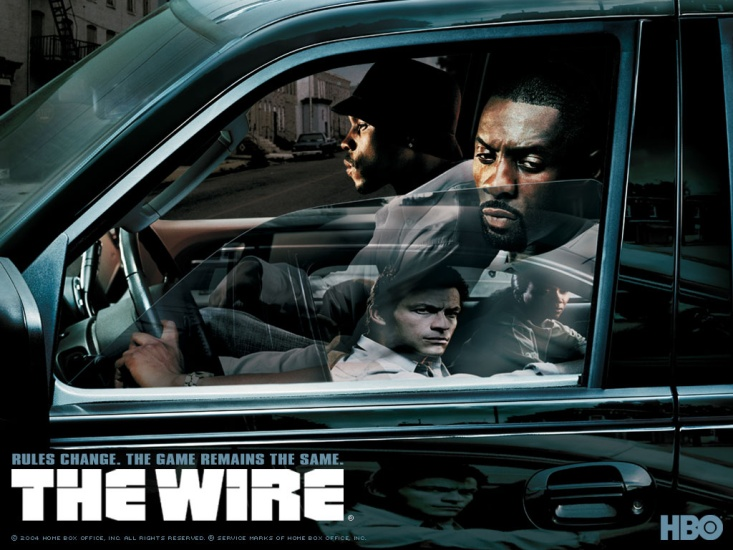 RULES CHANGE. THE GAME REMAINS THE SAME.
THE WIRE®
© 2004 HOME BOX OFFICE, INC. ALL RIGHTS RESERVED. ® SERVICE MARKS OF HOME BOX OFFICE, INC.
HBO